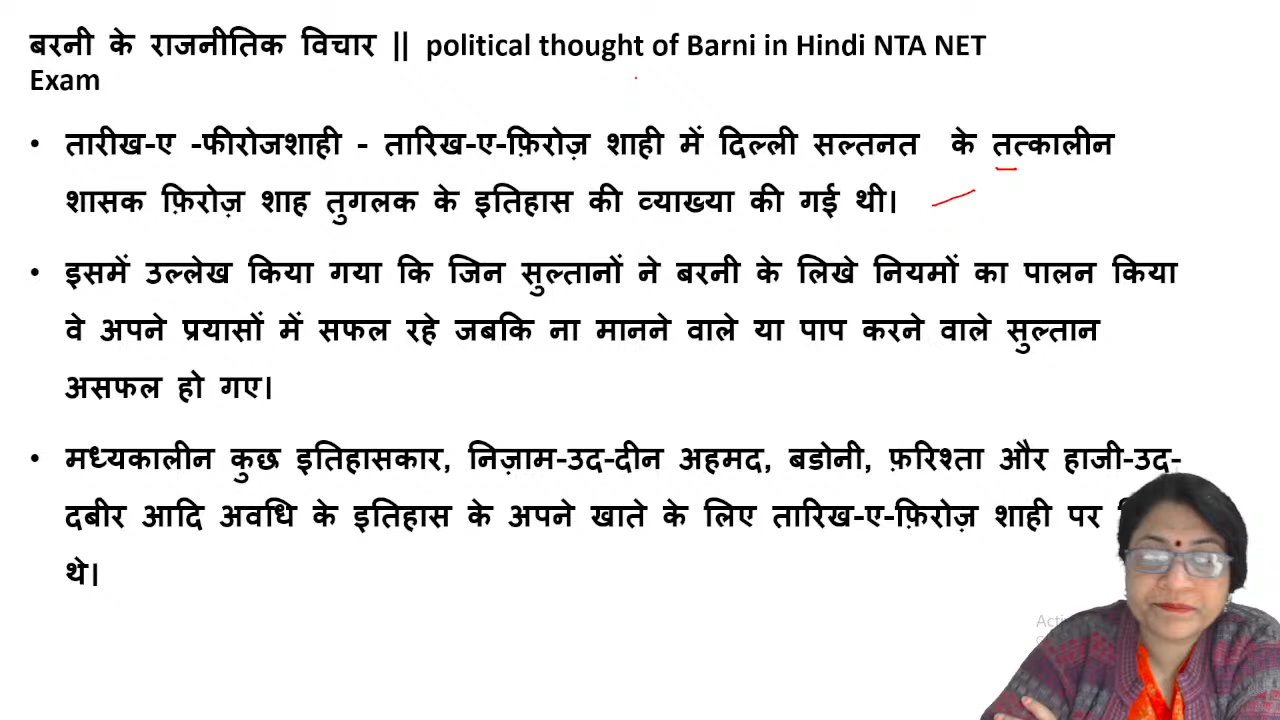 बरनी के राजनीतिक विचार || political thought of Barni in Hindi NTA NET
Exam
• तारीख-ए -फीरोजशाही - तारिख-ए-फ़िरोज़ शाही में दिल्ली सल्तनत के तत्कालीन
शासक फ़िरोज़ शाह तुगलक के इतिहास की व्याख्या की गई थी।
• इसमें उल्लेख किया गया कि जिन सुल्तानों ने बरनी के लिखे नियमों का पालन किया
वे अपने प्रयासों में सफल रहे जबकि ना मानने वाले या पाप करने वाले सुल्तान
असफल हो गए।
• मध्यकालीन कुछ इतिहासकार, निज़ाम-उद-दीन अहमद, बडोनी, फ़रिश्ता और हाजी-उद-
दबीर आदि अवधि के इतिहास के अपने खाते के लिए तारिख-ए-फ़िरोज़ शाही पर
थे।